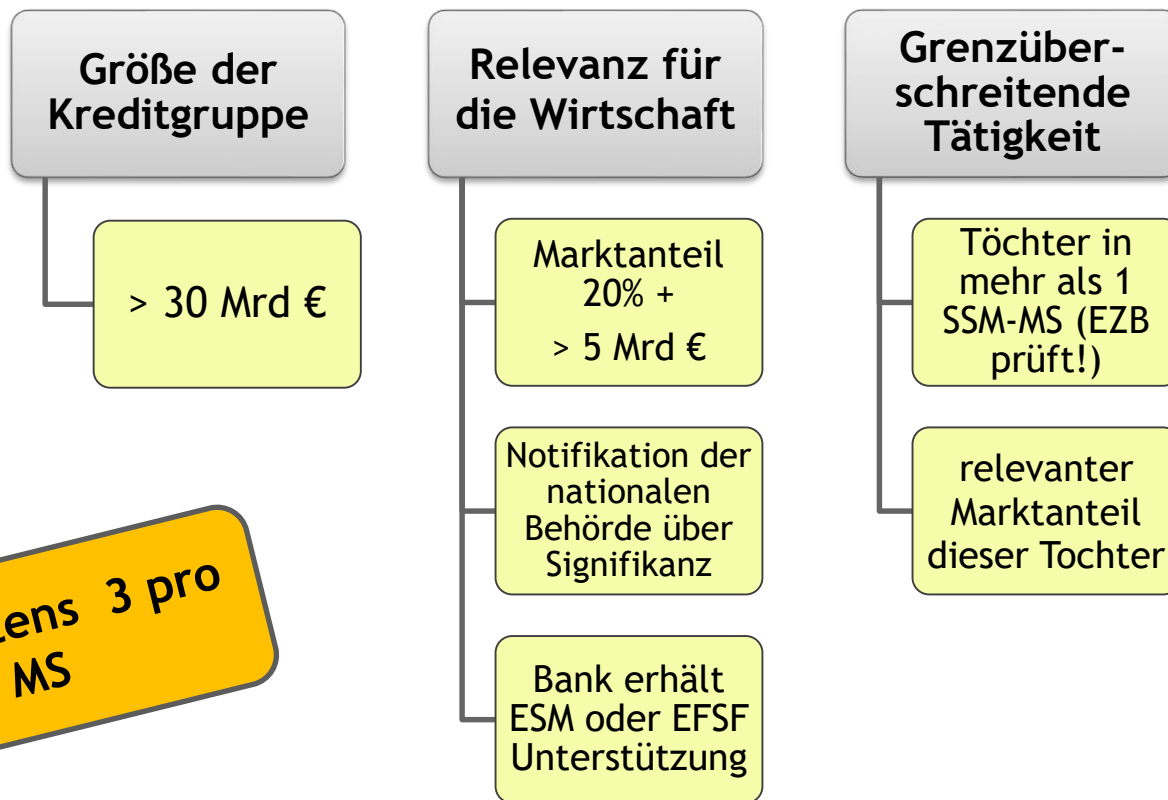 Größe der
Kreditgruppe
> 30 Mrd €
Relevanz für
die Wirtschaft
Marktanteil
20% +
> 5 Mrd €
Notifikation der
nationalen
Behörde über
Signifikanz
Bank erhält
ESM oder EFSF
Unterstützung
Grenzüber-
schreitende
Tätigkeit
Töchter in
mehr als 1
SSM-MS (EZB
prüft!)
relevanter
Marktanteil
dieser Tochter
3 pro
MS